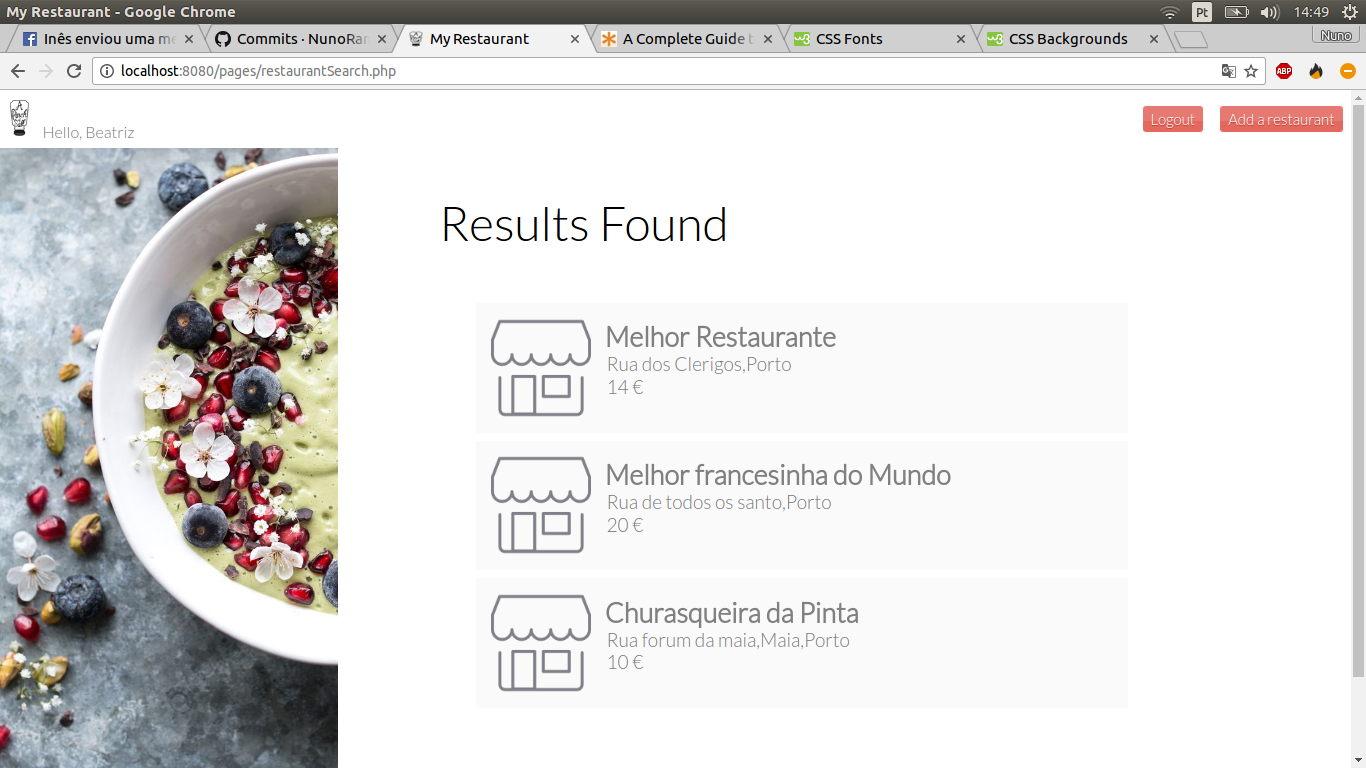 My Restaurant - Google Chrome
Pt
14:49
Inês enviou uma me
Commits · NunoRa
My Restaurant
A Complete Guide t
CSS Fonts
CSS Backgrounds
Nuno
localhost:8080/pages/restaurantSearch.php
ABP
A
Hello, Beatriz
Logout
Add a restaurant
Results Found
Melhor Restaurante
Rua dos Clerigos,Porto
14 €
Melhor francesinha do Mundo
Rua de todos os santo,Porto
20 €
Churasqueira da Pinta
Rua forum da maia,Maia,Porto
10 €